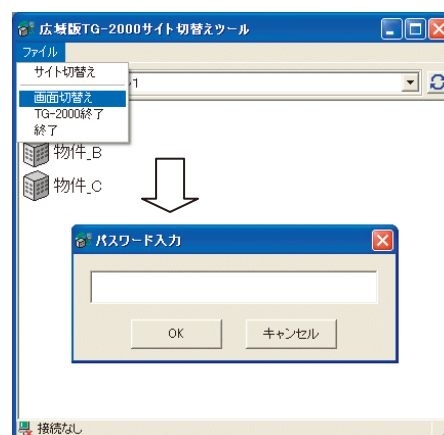 広域版TG-2000サイト切替えツール
ファイル
サイト切替え
画面切替え
TG-2000終了
終了
1
物件_B
物件_C
パスワード入力
OK
キャンセル
接続なし